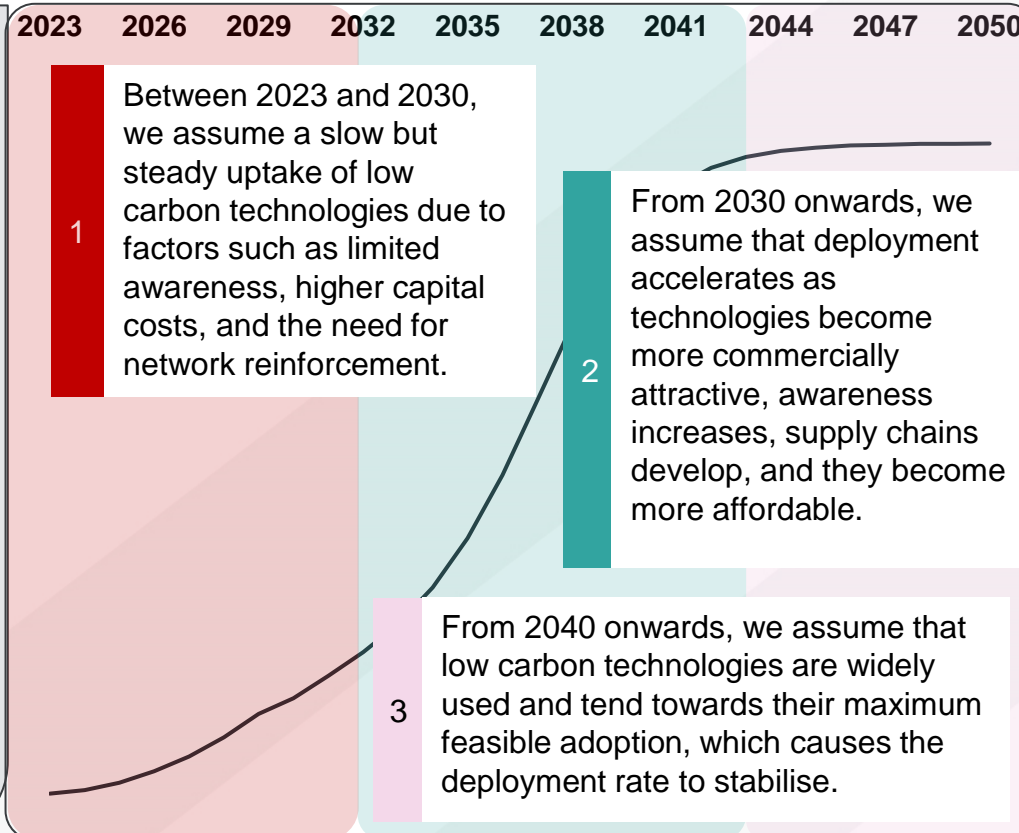 2023 2026 2029 2032 2035 2038 2041 2044 2047 2050
1
Between 2023 and 2030,
we assume a slow but
steady uptake of low
carbon technologies due to
factors such as limited
awareness, higher capital
costs, and the need for
network reinforcement.
2
From 2030 onwards, we
assume that deployment
accelerates as
technologies become
more commercially
attractive, awareness
increases, supply chains
develop, and they become
more affordable.
3
From 2040 onwards, we assume that
low carbon technologies are widely
used and tend towards their maximum
feasible adoption, which causes the
deployment rate to stabilise.